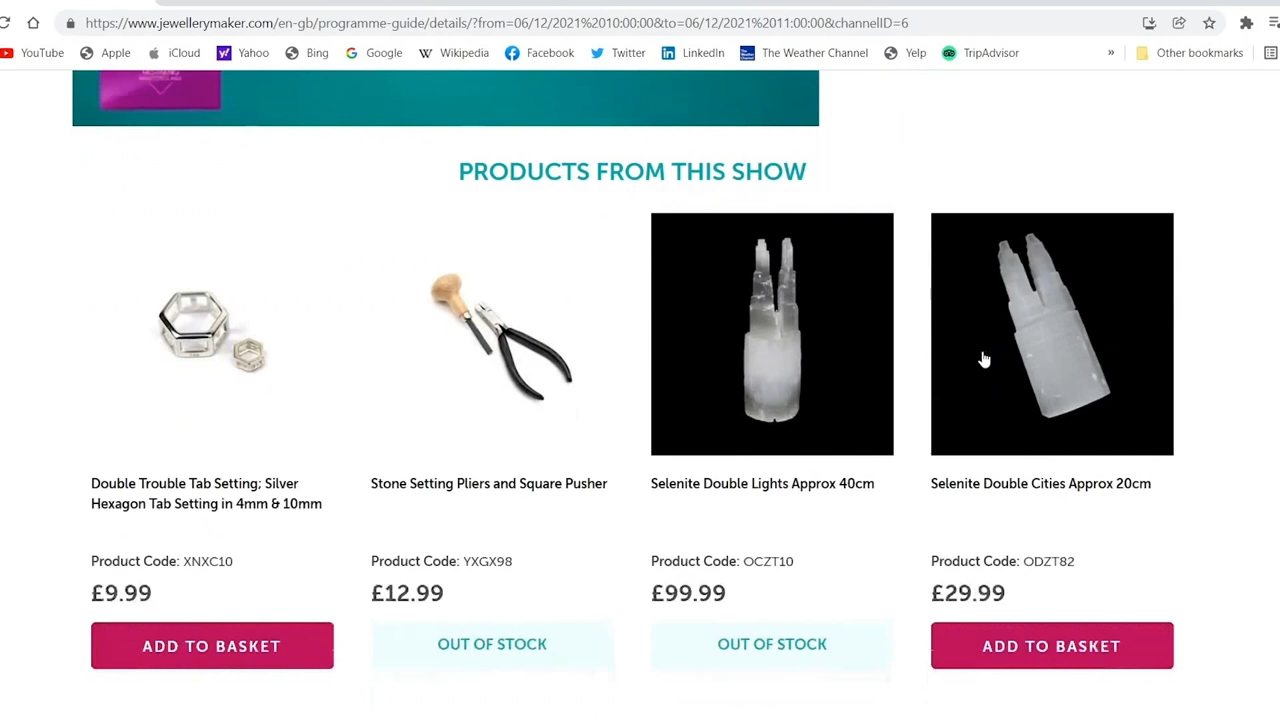 https://www.jewellerymaker.com/en-gb/programme-guide/details/?from=06/12/2021%2010:00:00&to=06/12/2021%2011:00:00&channelID=6
YouTube Apple iCloud Yahoo Bing Google Wikipedia Facebook Twitter LinkedIn The Weather Channel Yelp TripAdvisor » Other bookmarks
PRODUCTS FROM THIS SHOW
Double Trouble Tab Setting; Silver
Hexagon Tab Setting in 4mm & 10mm
Product Code: XNXC10
£9.99
ADD TO BASKET
Stone Setting Pliers and Square Pusher
Product Code: YXGX98
£12.99
OUT OF STOCK
Selenite Double Lights Approx 40cm
Product Code: OCZT10
£99.99
OUT OF STOCK
Selenite Double Cities Approx 20cm
Product Code: ODZT82
£29.99
ADD TO BASKET